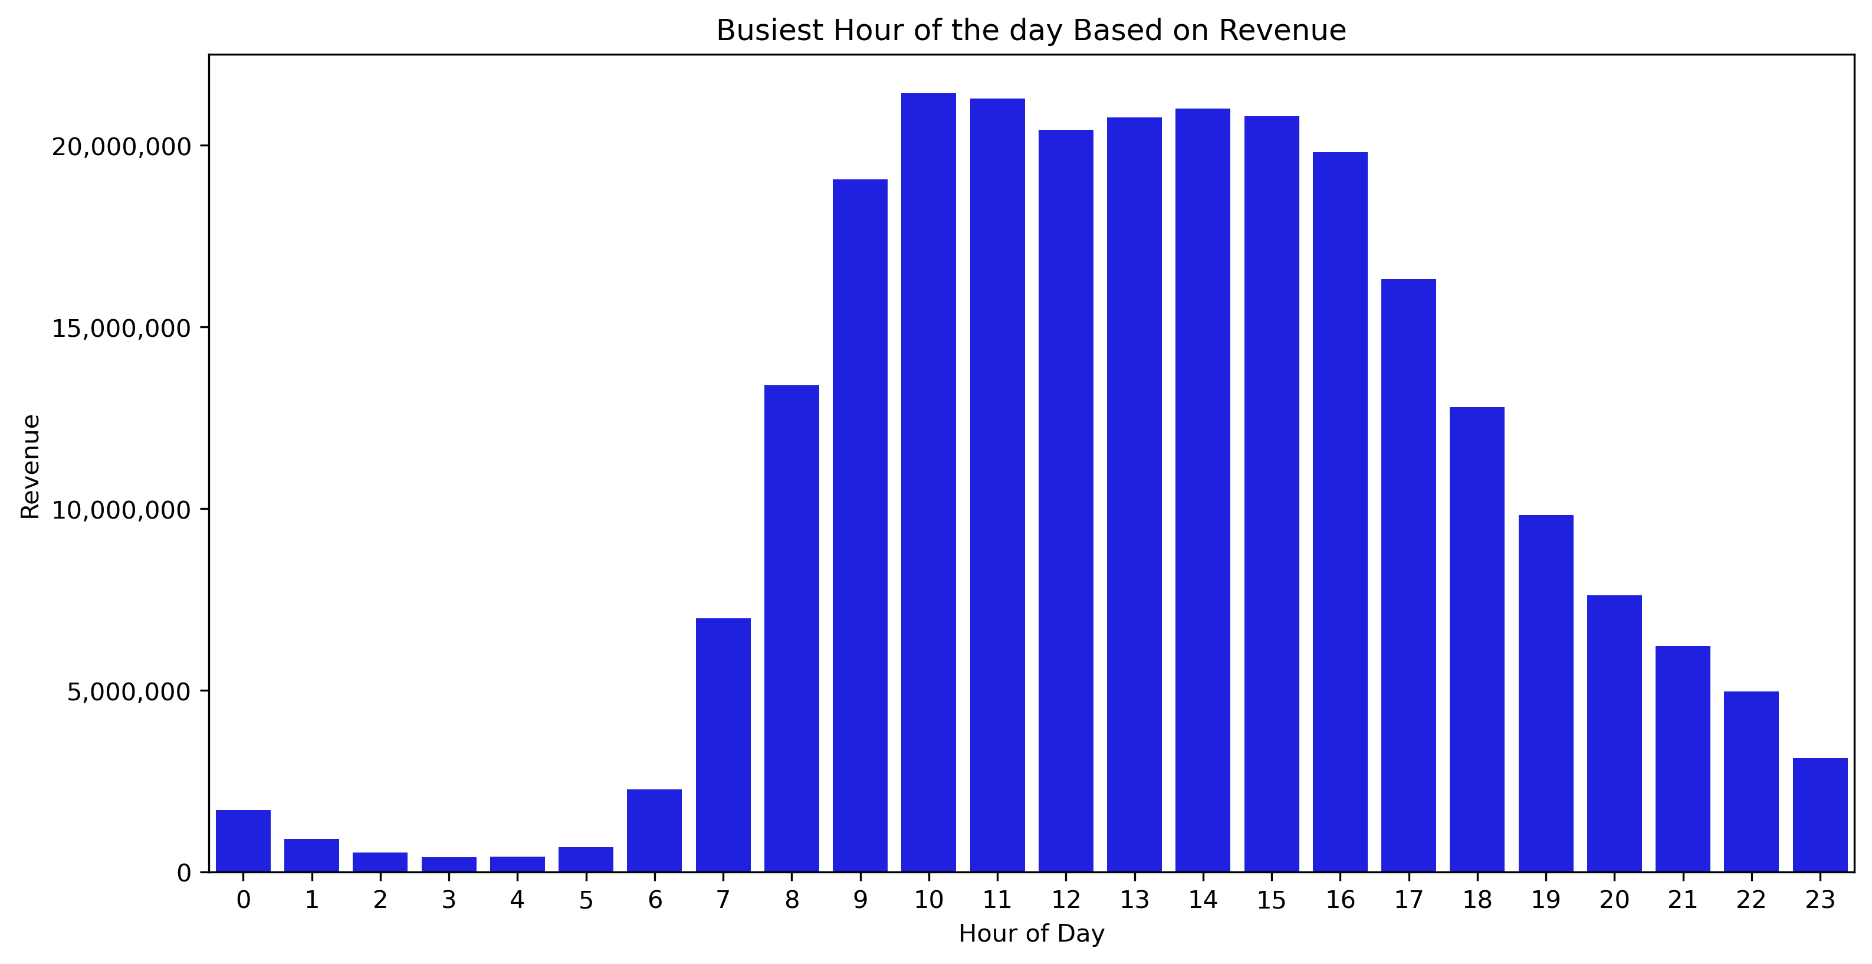 Busiest Hour of the day Based on Revenue
20,000,000
15,000,000
10,000,000
5,000,000
0
Revenue
0 1 2 3 4 5 6 7 8 9 10 11 12 13 14 15 16 17 18 19 20 21 22 23
Hour of Day